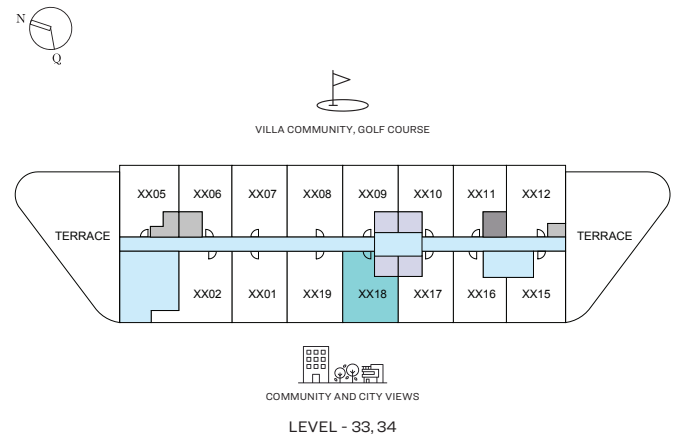 N
Q
VILLA COMMUNITY, GOLF COURSE
XX05 XX06 XX07 XX08 XX09 XX10 XX11 XX12
TERRACE TERRACE
XX02 XX01 XX19 XX18 XX17 XX16 XX15
COMMUNITY AND CITY VIEWS
LEVEL - 33, 34